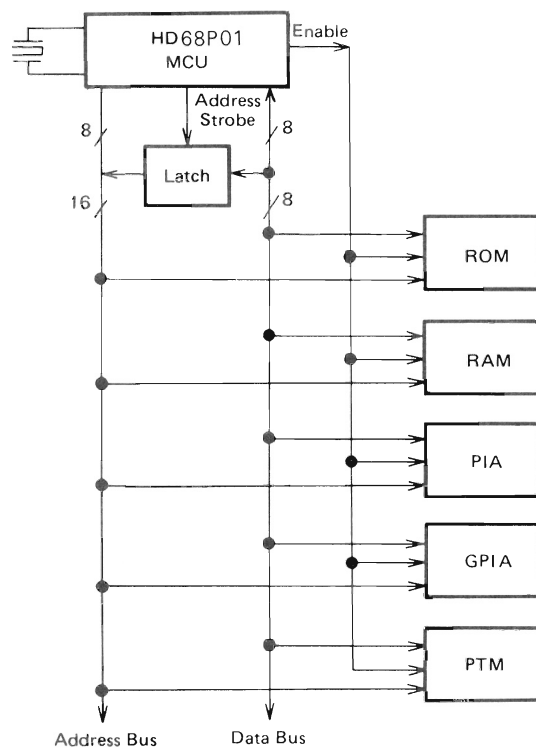 HD68P01
MCU
Enable
Address
Strobe
8
8
Latch
16
8
ROM
RAM
PIA
GPIA
PTM
Address Bus
Data Bus